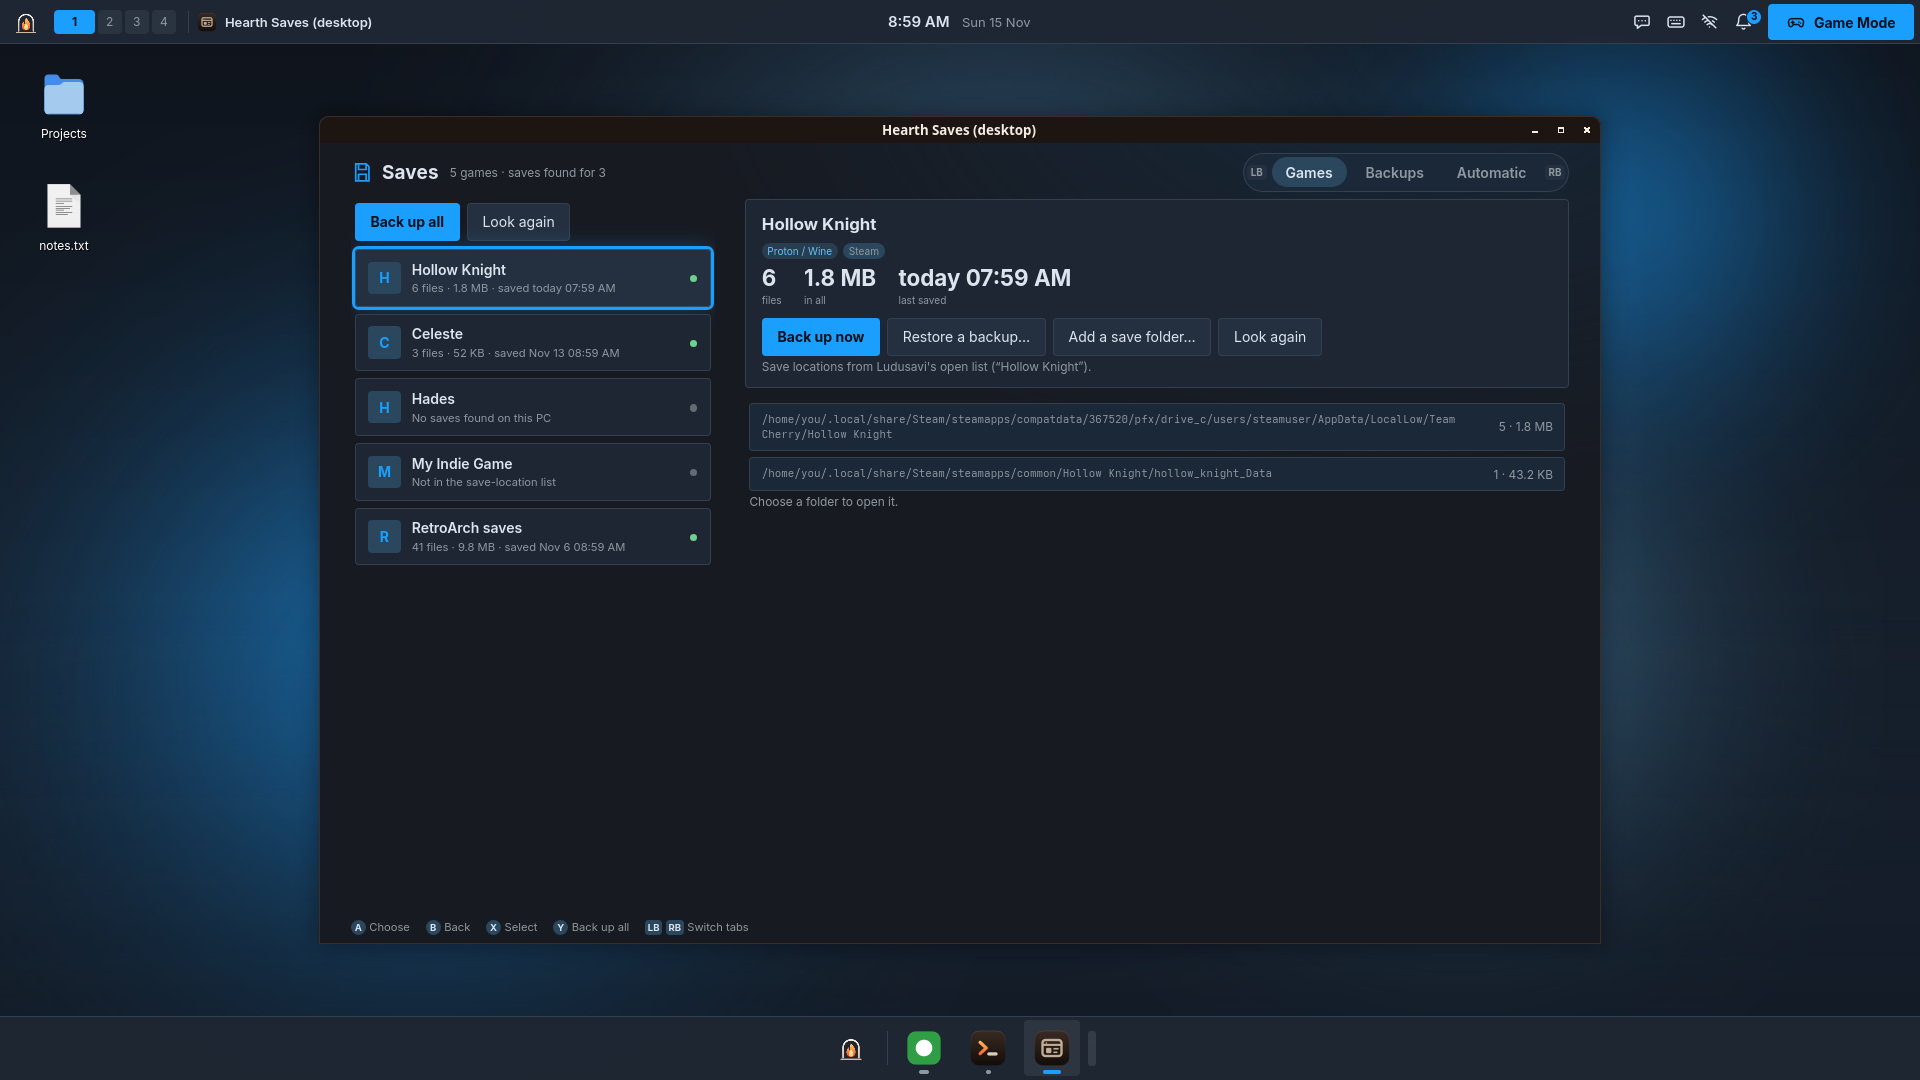 1 2 3 4 Hearth Saves (desktop) 8:59 AM Sun 15 Nov 3 Game Mode
Projects
notes.txt
Hearth Saves (desktop)
Saves 5 games · saves found for 3
LB Games Backups Automatic RB
Back up all Look again
H Hollow Knight
6 files · 1.8 MB · saved today 07:59 AM
C Celeste
3 files · 52 KB · saved Nov 13 08:59 AM
H Hades
No saves found on this PC
M My Indie Game
Not in the save-location list
R RetroArch saves
41 files · 9.8 MB · saved Nov 6 08:59 AM
Hollow Knight
Proton / Wine Steam
6 1.8 MB today 07:59 AM
files in all last saved
Back up now Restore a backup... Add a save folder... Look again
Save locations from Ludusavi's open list (“Hollow Knight”).
/home/you/.local/share/Steam/steamapps/compatdata/367520/pfx/drive_c/users/steamuser/AppData/LocalLow/Team
Cherry/Hollow Knight
5 · 1.8 MB
/home/you/.local/share/Steam/steamapps/common/Hollow Knight/hollow_knight_Data 1 · 43.2 KB
Choose a folder to open it.
A Choose B Back X Select Y Back up all LB RB Switch tabs